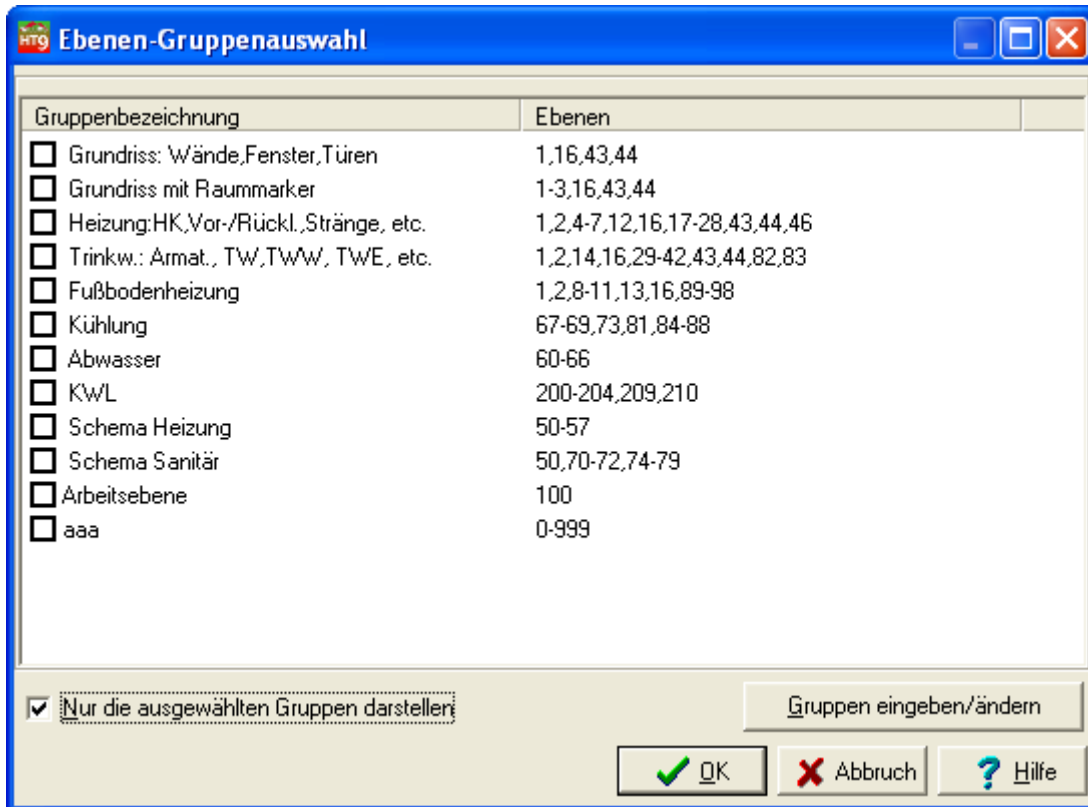 HT9 Ebenen-Gruppenauswahl
Gruppenbezeichnung Ebenen
Grundriss: Wände,Fenster,Türen 1,16,43,44
Grundriss mit Raummarker 1-3,16,43,44
Heizung:HK,Vor-/Rückl.,Stränge, etc. 1,2,4-7,12,16,17-28,43,44,46
Trinkw.: Armat., TW,TWW, TWE, etc. 1,2,14,16,29-42,43,44,82,83
Fußbodenheizung 1,2,8-11,13,16,89-98
Kühlung 67-69,73,81,84-88
Abwasser 60-66
KWL 200-204,209,210
Schema Heizung 50-57
Schema Sanitär 50,70-72,74-79
Arbeitsebene 100
aaa 0-999
Nur die ausgewählten Gruppen darstellen Gruppen eingeben/ändern
OK Abbruch Hilfe